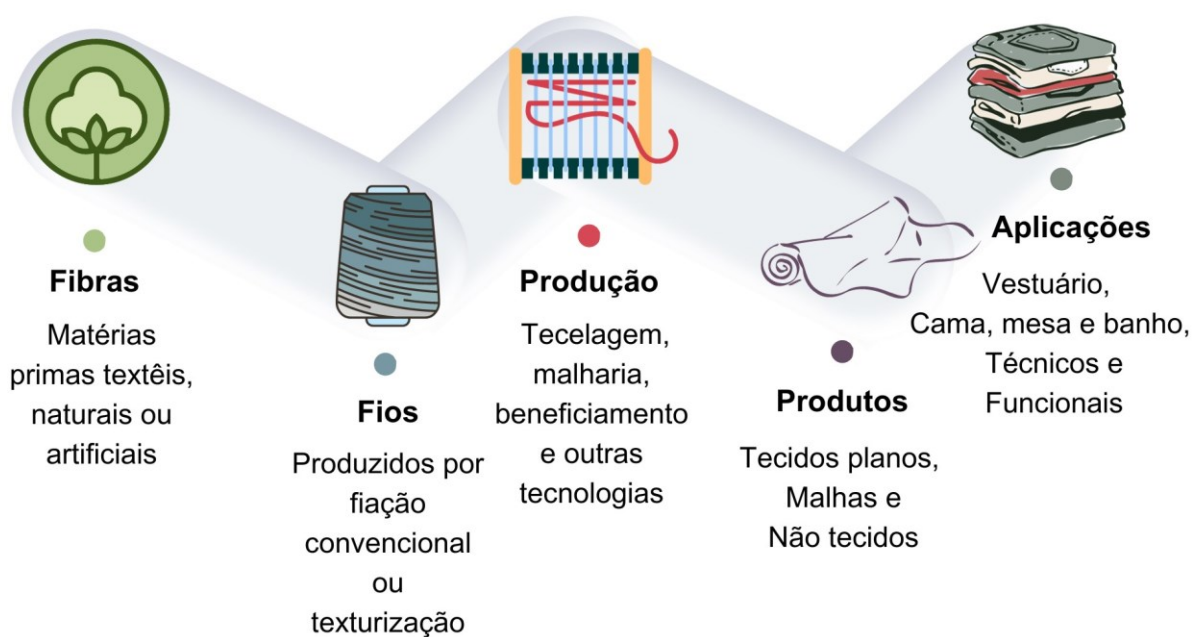 Fibras
Matérias
primas textêis,
naturais ou
artificiais
Fios
Produzidos por
fiação
convencional
ou
texturização
Produção
Tecelagem,
malharia,
beneficiamento
e outras
tecnologias
Produtos
Tecidos planos,
Malhas e
Não tecidos
Aplicações
Vestuário,
Cama, mesa e banho,
Técnicos e
Funcionais